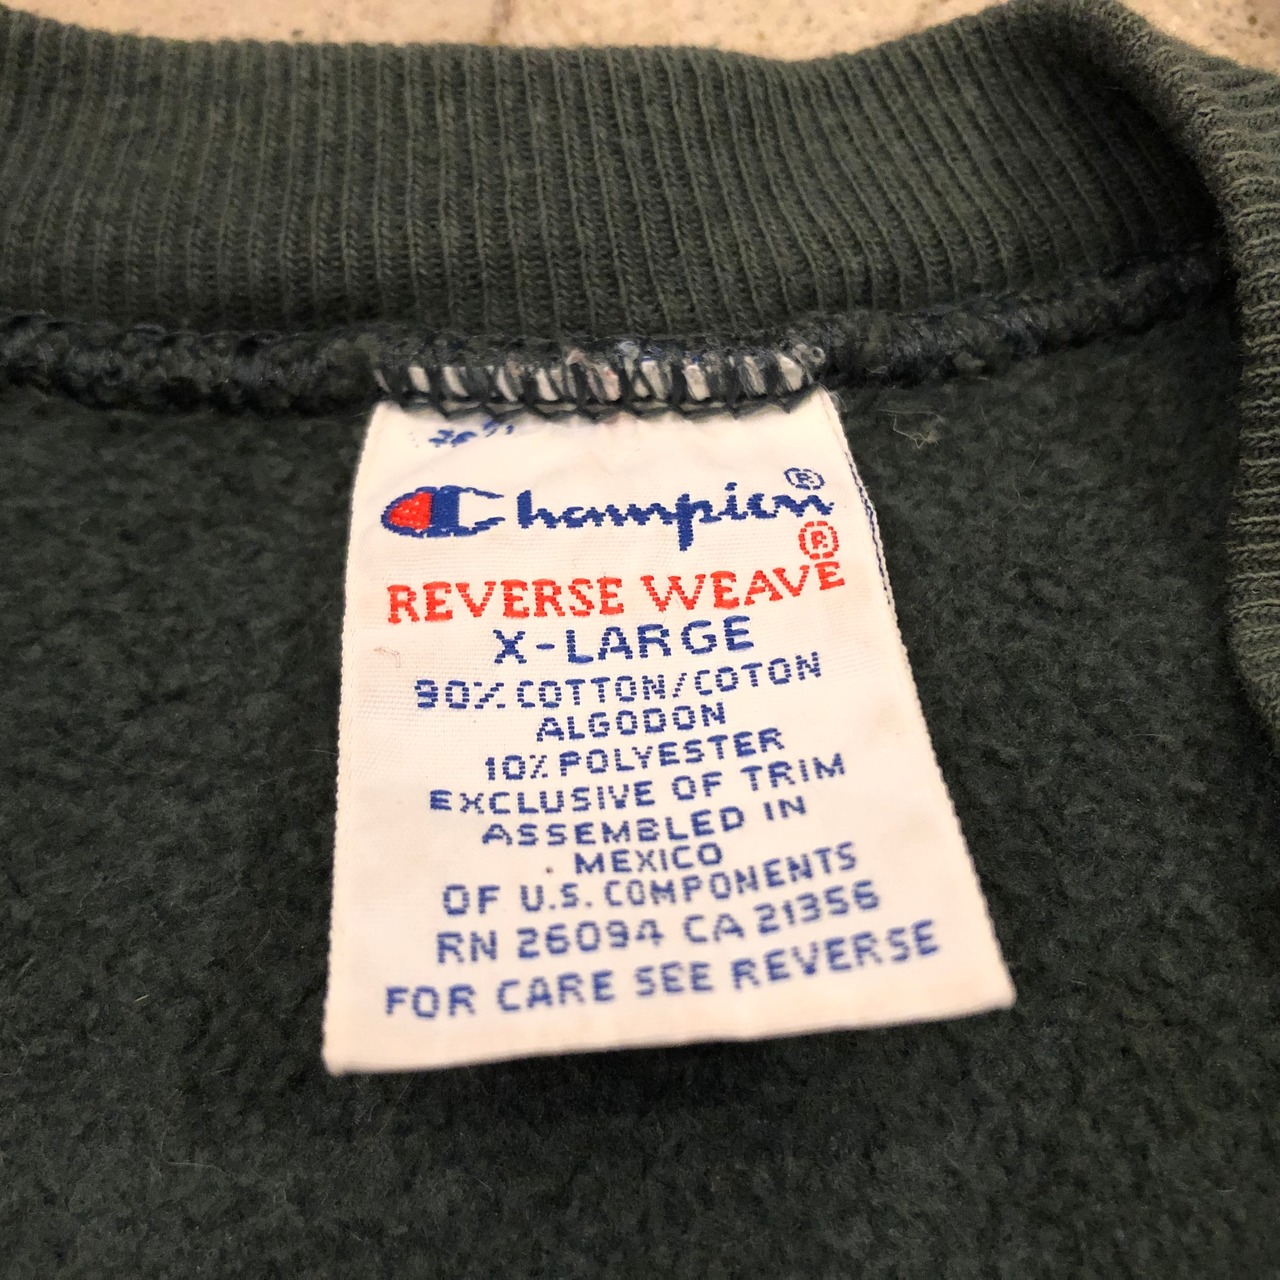 Champion®
®
REVERSE WEAVE
X-LARGE
90% COTTON/COTON
ALGODON
10% POLYESTER
EXCLUSIVE OF TRIM
ASSEMBLED IN
MEXICO
OF U.S. COMPONENTS
RN 26094 CA 21356
FOR CARE SEE REVERSE